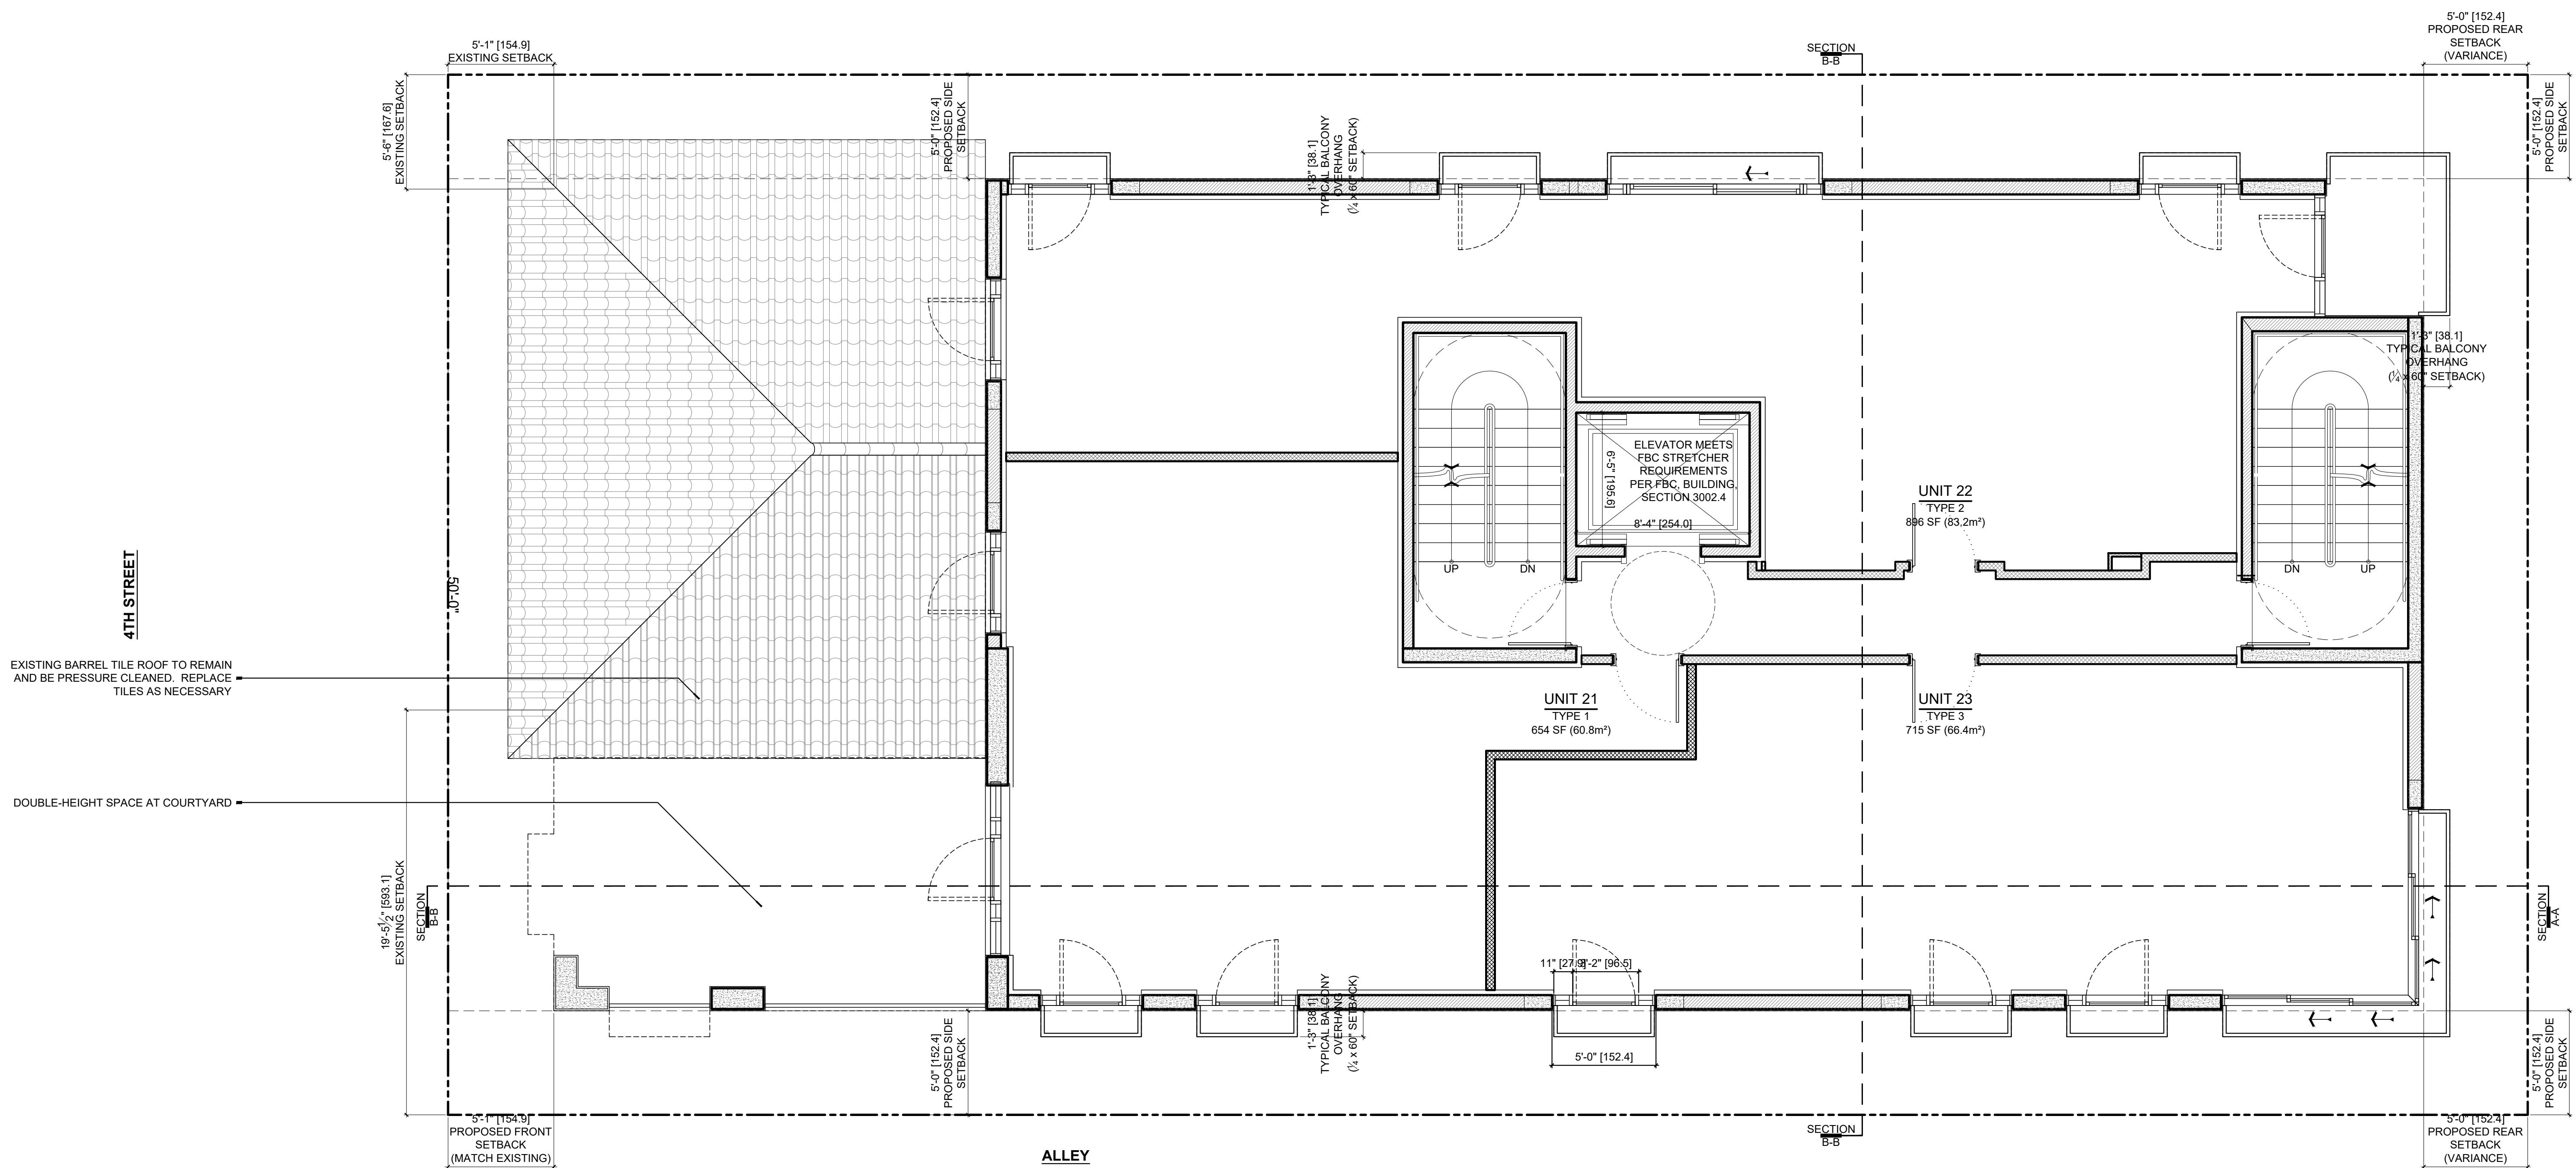 5'-1" [154.9]
EXISTING SETBACK
5'-6" [167.6]
EXISTING SETBACK
5'-0" [152.4]
PROPOSED SIDE
SETBACK
1'-3" [38.1]
TYPICAL BALCONY
OVERHANG
(¼ x 60" SETBACK)
SECTION
B-B
5'-0" [152.4]
PROPOSED REAR
SETBACK
(VARIANCE)
5'-0" [152.4]
PROPOSED SIDE
SETBACK
1'-3" [38.1]
TYPICAL BALCONY
OVERHANG
(¼ x 60" SETBACK)
ELEVATOR MEETS
FBC STRETCHER
REQUIREMENTS
PER FBC, BUILDING,
SECTION 3002.4
6'-5" [195.6]
8'-4" [254.0]
UNIT 22
TYPE 2
896 SF (83.2m²)
UP
DN
DN
UP
4TH STREET
50'-0"
EXISTING BARREL TILE ROOF TO REMAIN
AND BE PRESSURE CLEANED. REPLACE
TILES AS NECESSARY
UNIT 21
TYPE 1
654 SF (60.8m²)
UNIT 23
TYPE 3
715 SF (66.4m²)
DOUBLE-HEIGHT SPACE AT COURTYARD
19'-5½" [593.1]
EXISTING SETBACK
SECTION
B-B
SECTION
A-A
11" [27.9]
3'-2" [96.5]
5'-0" [152.4]
5'-0" [152.4]
PROPOSED SIDE
SETBACK
1'-3" [38.1]
TYPICAL BALCONY
OVERHANG
(¼ x 60" SETBACK)
5'-0" [152.4]
PROPOSED SIDE
SETBACK
5'-1" [154.9]
PROPOSED FRONT
SETBACK
(MATCH EXISTING)
ALLEY
SECTION
B-B
5'-0" [152.4]
PROPOSED REAR
SETBACK
(VARIANCE)